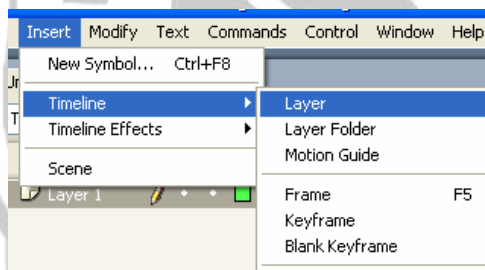 Insert Modify Text Commands Control Window Help
New Symbol... Ctrl+F8
Timeline
Timeline Effects
Scene
Layer
Layer Folder
Motion Guide
Frame F5
Keyframe
Blank Keyframe
Layer 1